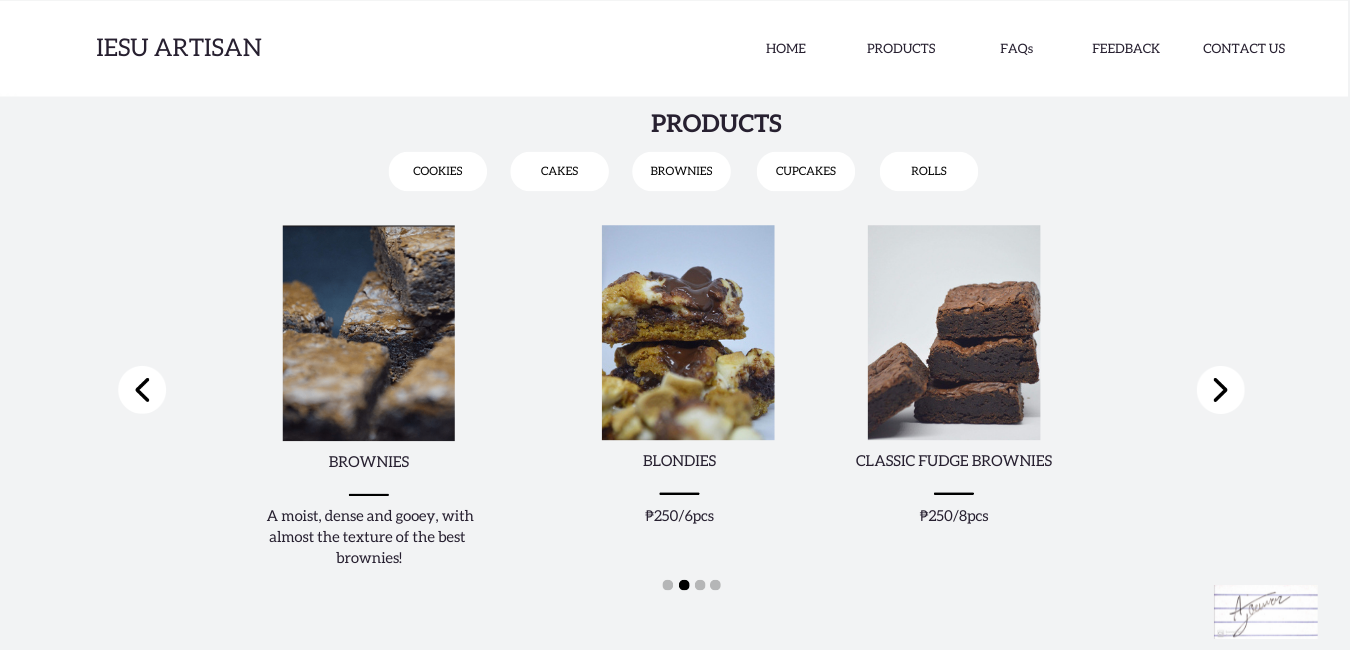 IESU ARTISAN
HOME PRODUCTS FAQs FEEDBACK CONTACT US
PRODUCTS
COOKIES CAKES BROWNIES CUPCAKES ROLLS
BROWNIES
A moist, dense and gooey, with
almost the texture of the best
brownies!
BLONDIES
₱250/6pcs
CLASSIC FUDGE BROWNIES
₱250/8pcs